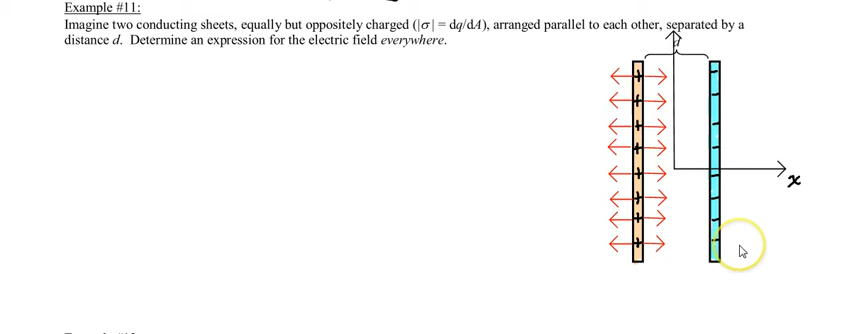 Example #11:
Imagine two conducting sheets, equally but oppositely charged (|σ| = dq/dA), arranged parallel to each other, separated by a
distance d. Determine an expression for the electric field everywhere.
d
x